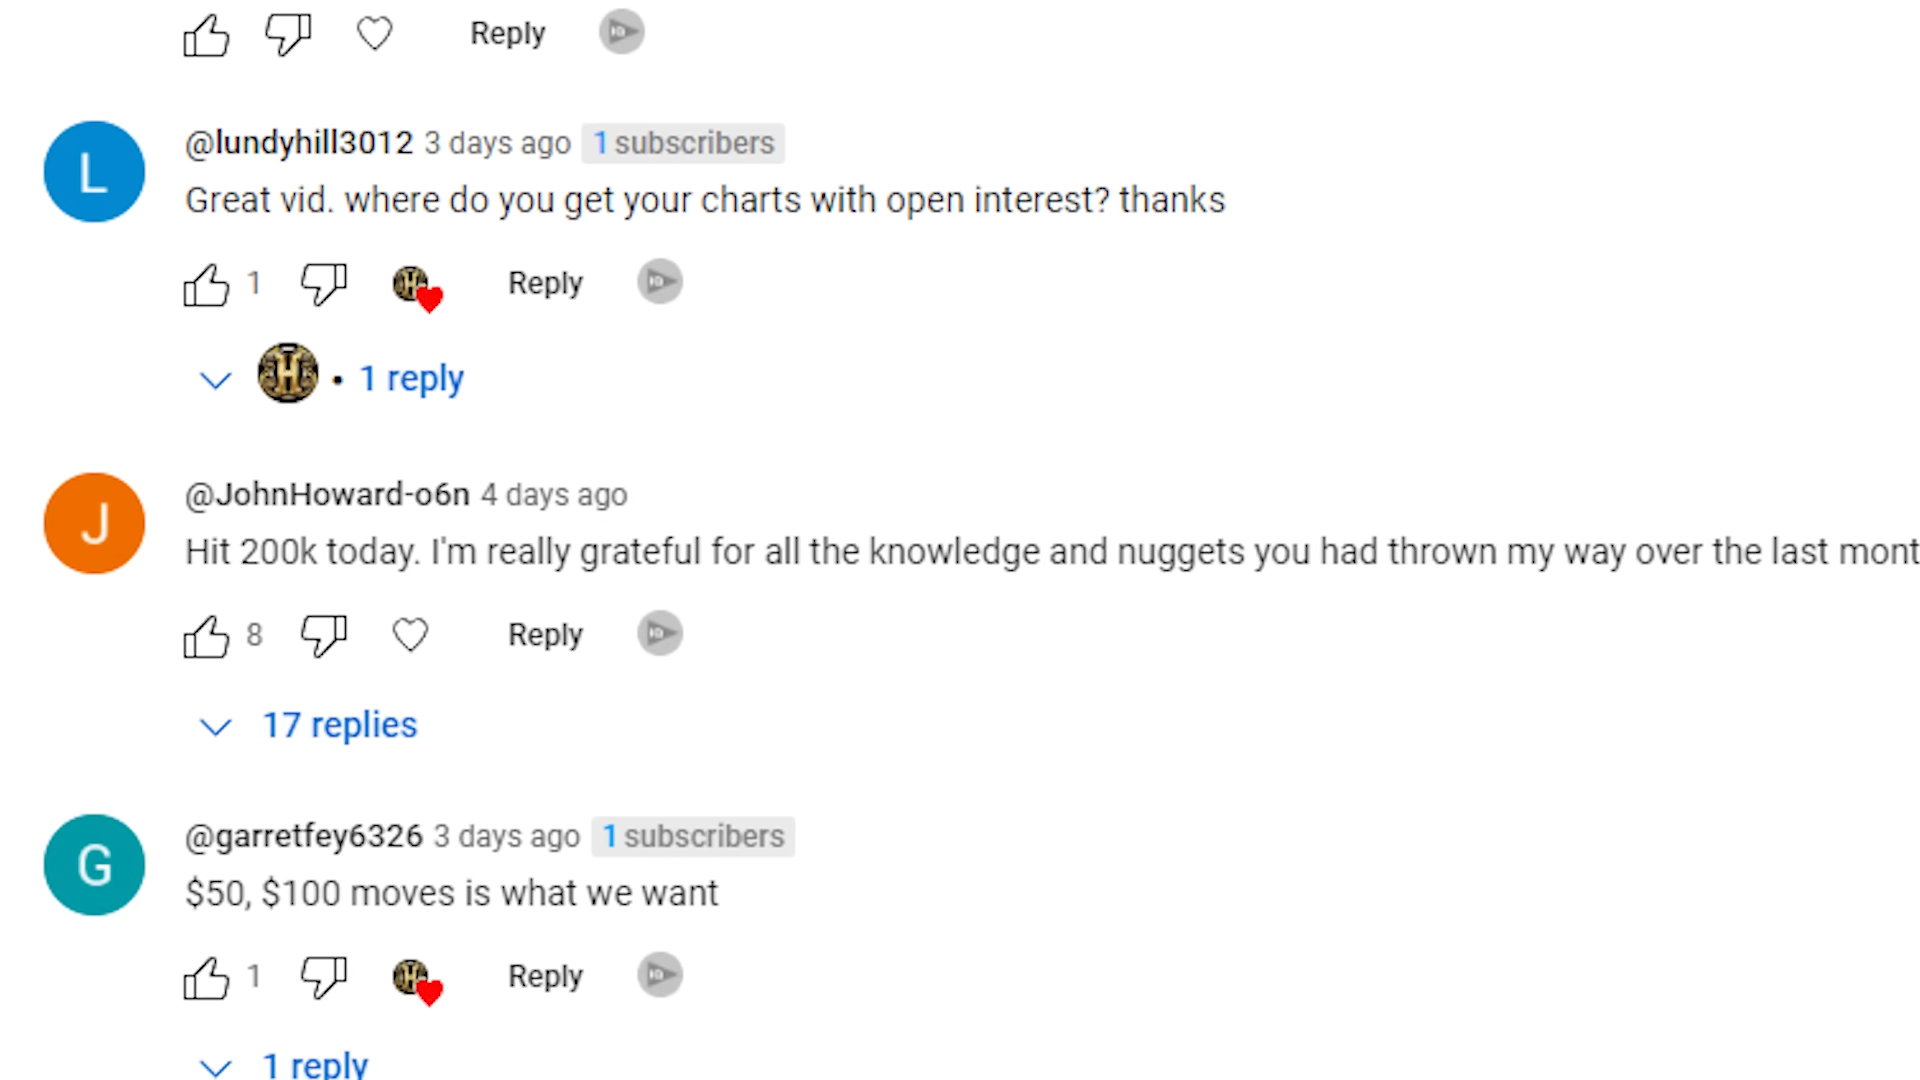 Reply
L
@lundyhill3012 3 days ago 1 subscribers
Great vid. where do you get your charts with open interest? thanks
1 Reply
H • 1 reply
J
@JohnHoward-o6n 4 days ago
Hit 200k today. I'm really grateful for all the knowledge and nuggets you had thrown my way over the last mont
8 Reply
17 replies
G
@garretfey6326 3 days ago 1 subscribers
$50, $100 moves is what we want
1 Reply
1 reply